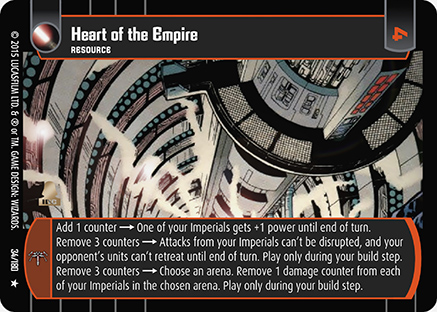 Heart of the Empire
RESOURCE
4
© 2015 LUCASFILM LTD. & ® or TM. GAME DESIGN: WIZARDS.
34/180
Add 1 counter → One of your Imperials gets +1 power until end of turn.
Remove 3 counters → Attacks from your Imperials can't be disrupted, and your
opponent's units can't retreat until end of turn. Play only during your build step.
Remove 3 counters → Choose an arena. Remove 1 damage counter from each
of your Imperials in the chosen arena. Play only during your build step.